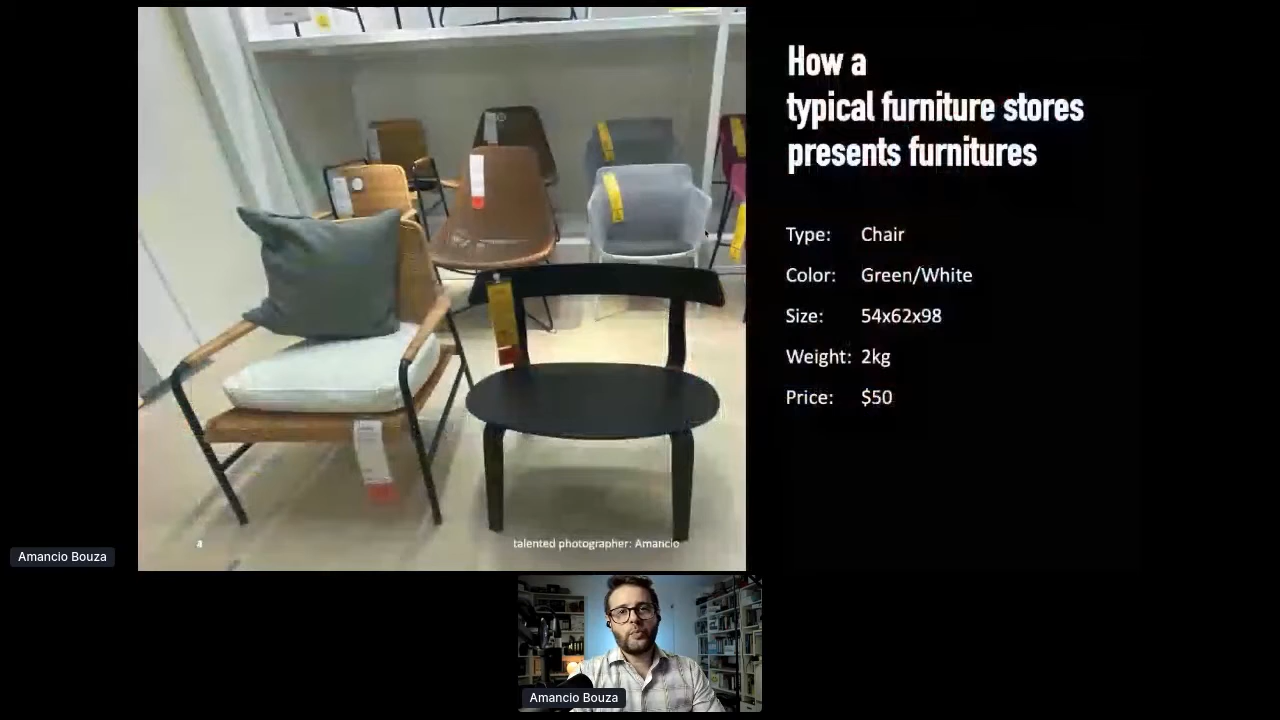 How a
typical furniture stores
presents furnitures
Type: Chair
Color: Green/White
Size: 54x62x98
Weight: 2kg
Price: $50
a
talented photographer: Amancio
Amancio Bouza
Amancio Bouza